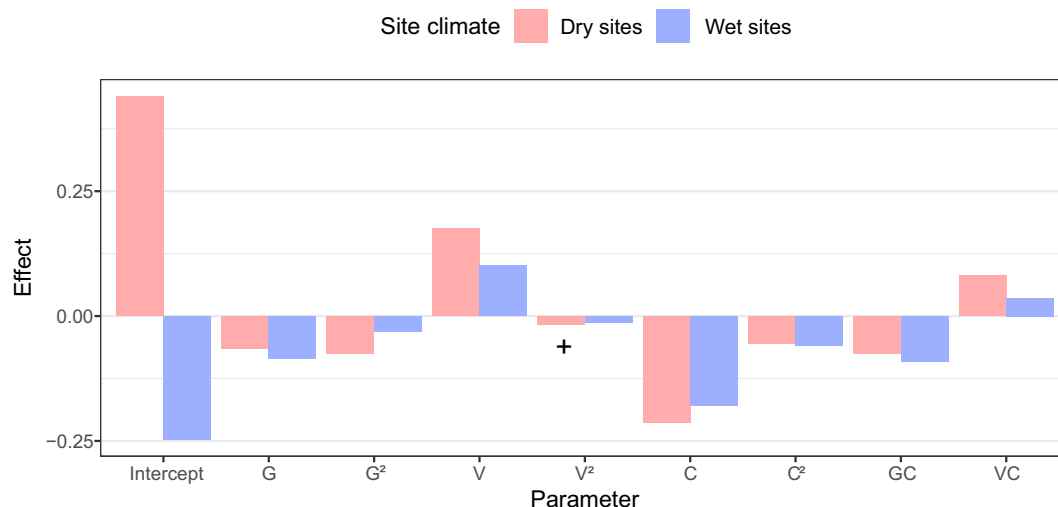 Site climate Dry sites Wet sites
0.25
0.00
−0.25
Effect
+
Intercept G G² V V² C C² GC VC
Parameter